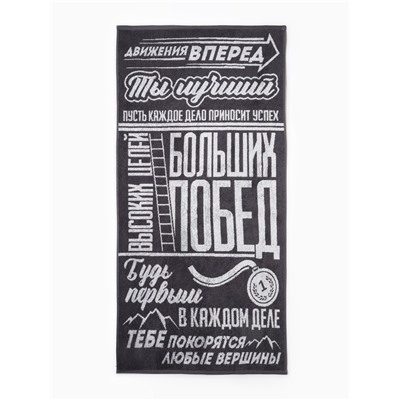 ДВИЖЕНИЯ ВПЕРЕД
Ты лучший
ПУСТЬ КАЖДОЕ ДЕЛО ПРИНОСИТ УСПЕХ
ВЫСОКИХ ЦЕЛЕЙ
БОЛЬШИХ
ПОБЕД
Будь
первым
1
В КАЖДОМ ДЕЛЕ
ТЕБЕ ПОКОРЯТСЯ
ЛЮБЫЕ ВЕРШИНЫ